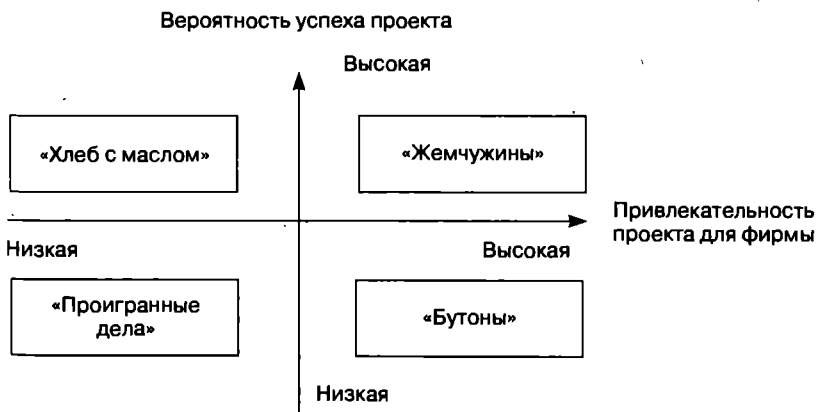 Вероятность успеха проекта
Высокая
«Хлеб с маслом»
«Жемчужины»
Привлекательность
проекта для фирмы
Низкая
Высокая
«Проигранные
дела»
«Бутоны»
Низкая